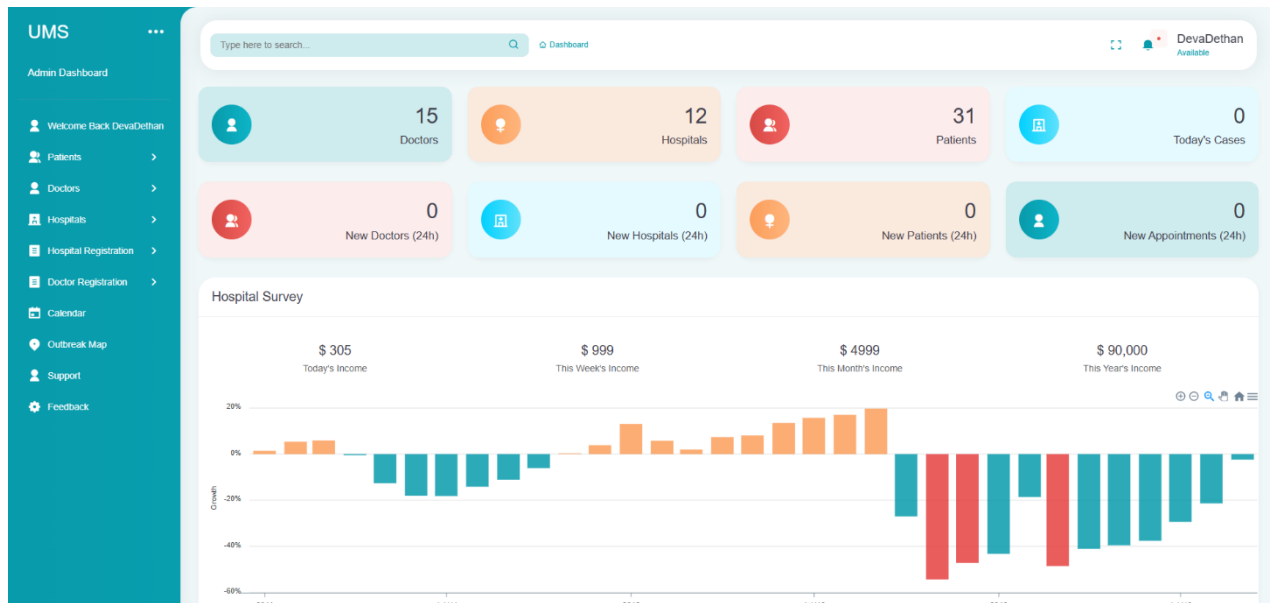 UMS
Admin Dashboard
Welcome Back DevaDethan
Patients
Doctors
Hospitals
Hospital Registration
Doctor Registration
Calendar
Outbreak Map
Support
Feedback
Type here to search...
Dashboard
DevaDethan
Available
15
Doctors
12
Hospitals
31
Patients
0
Today's Cases
0
New Doctors (24h)
0
New Hospitals (24h)
0
New Patients (24h)
0
New Appointments (24h)
Hospital Survey
$ 305
Today's Income
$ 999
This Week's Income
$ 4999
This Month's Income
$ 90,000
This Year's Income
20%
0%
-20%
-40%
-60%
Growth